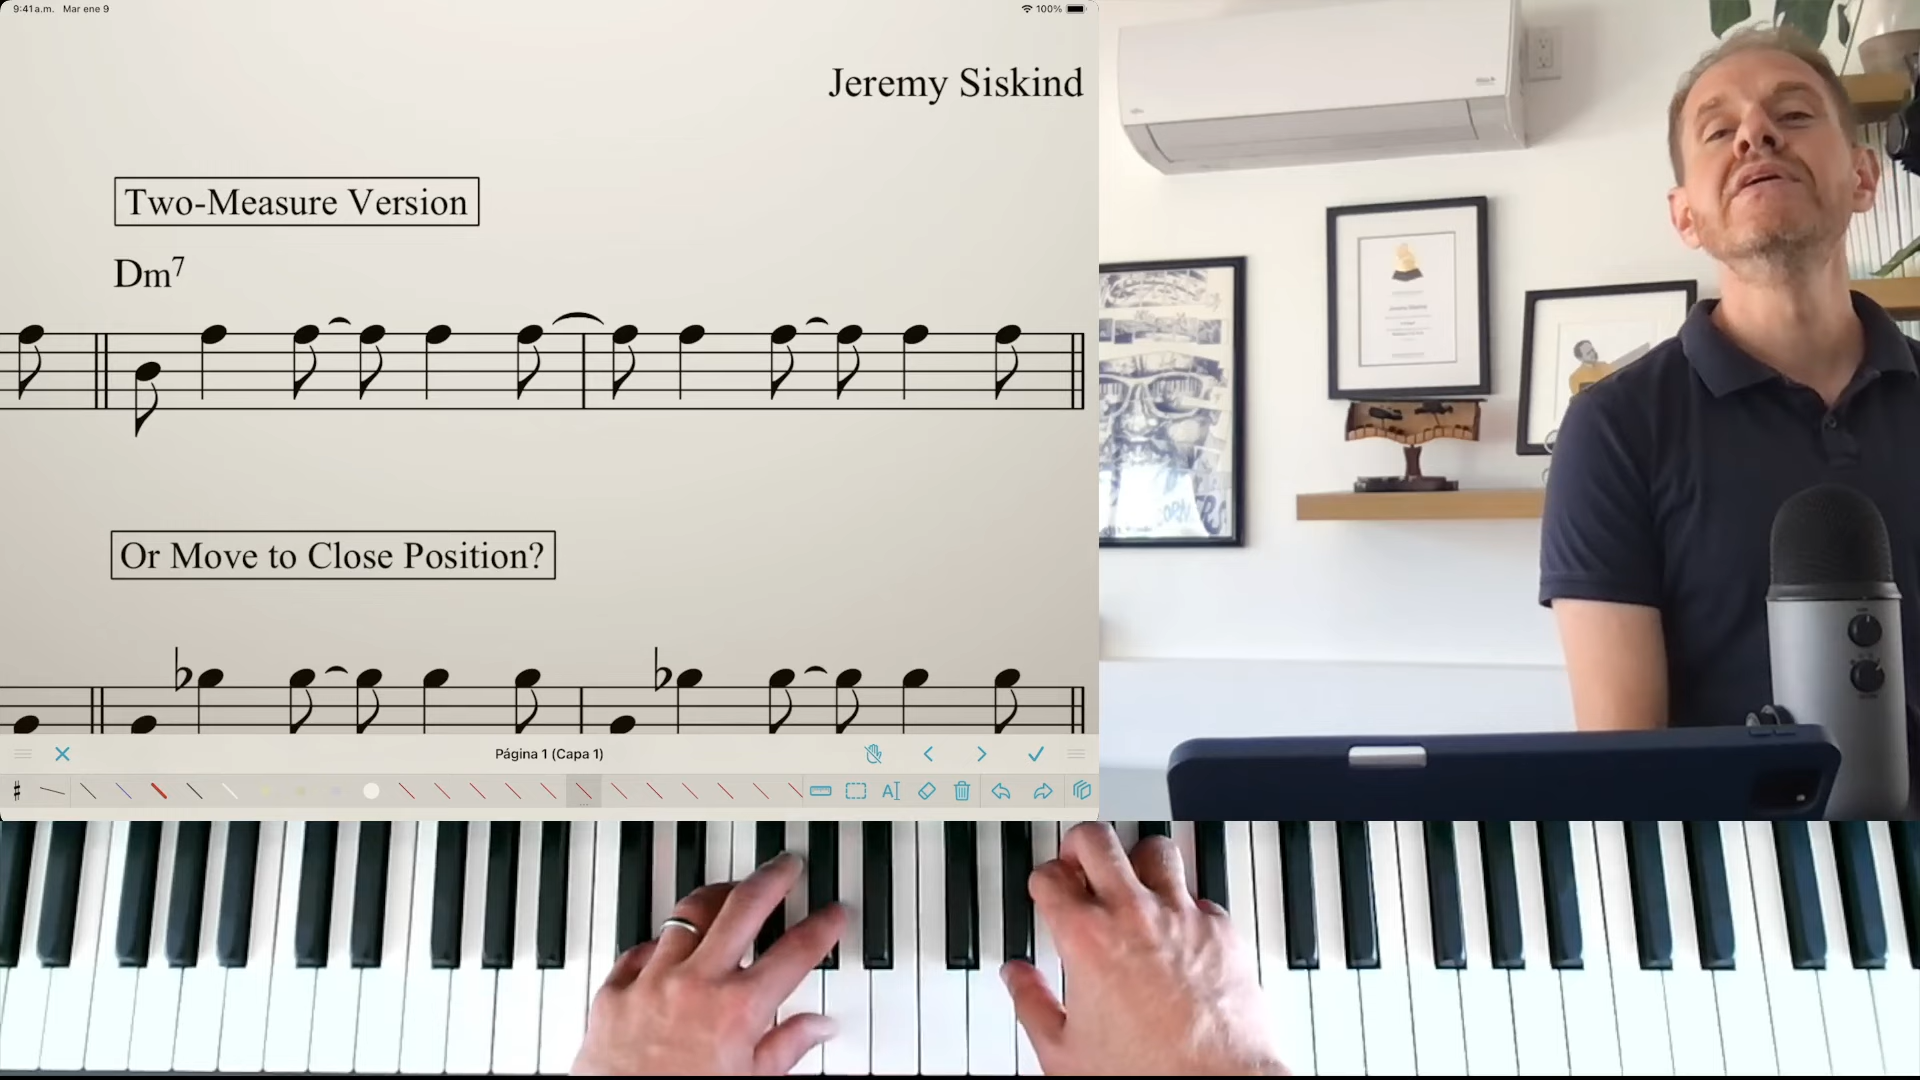 9:41 a.m. Mar ene 9
100%
Jeremy Siskind
Two-Measure Version
Dm7
Or Move to Close Position?
Página 1 (Capa 1)